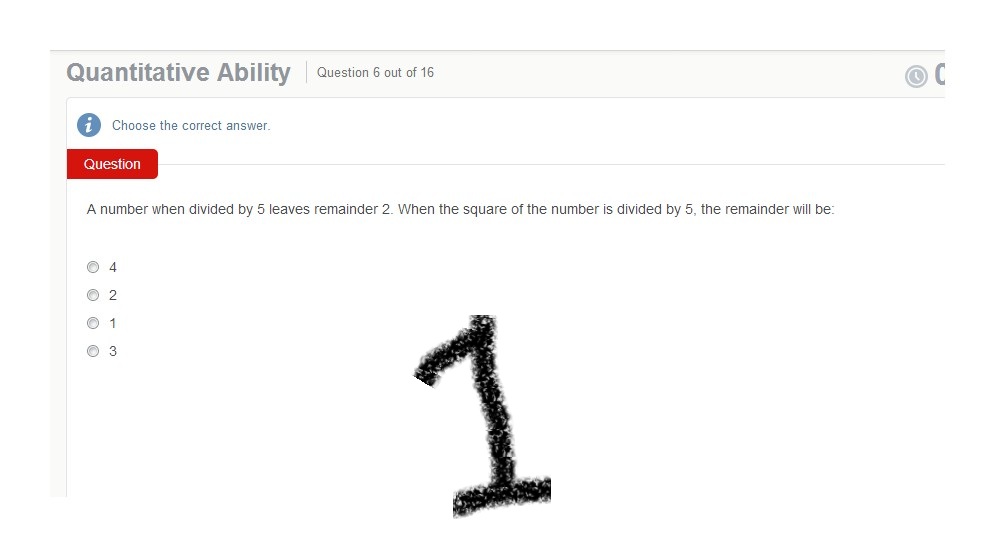 Quantitative Ability Question 6 out of 16
Choose the correct answer.
Question
A number when divided by 5 leaves remainder 2. When the square of the number is divided by 5, the remainder will be:
4
2
1
3
1